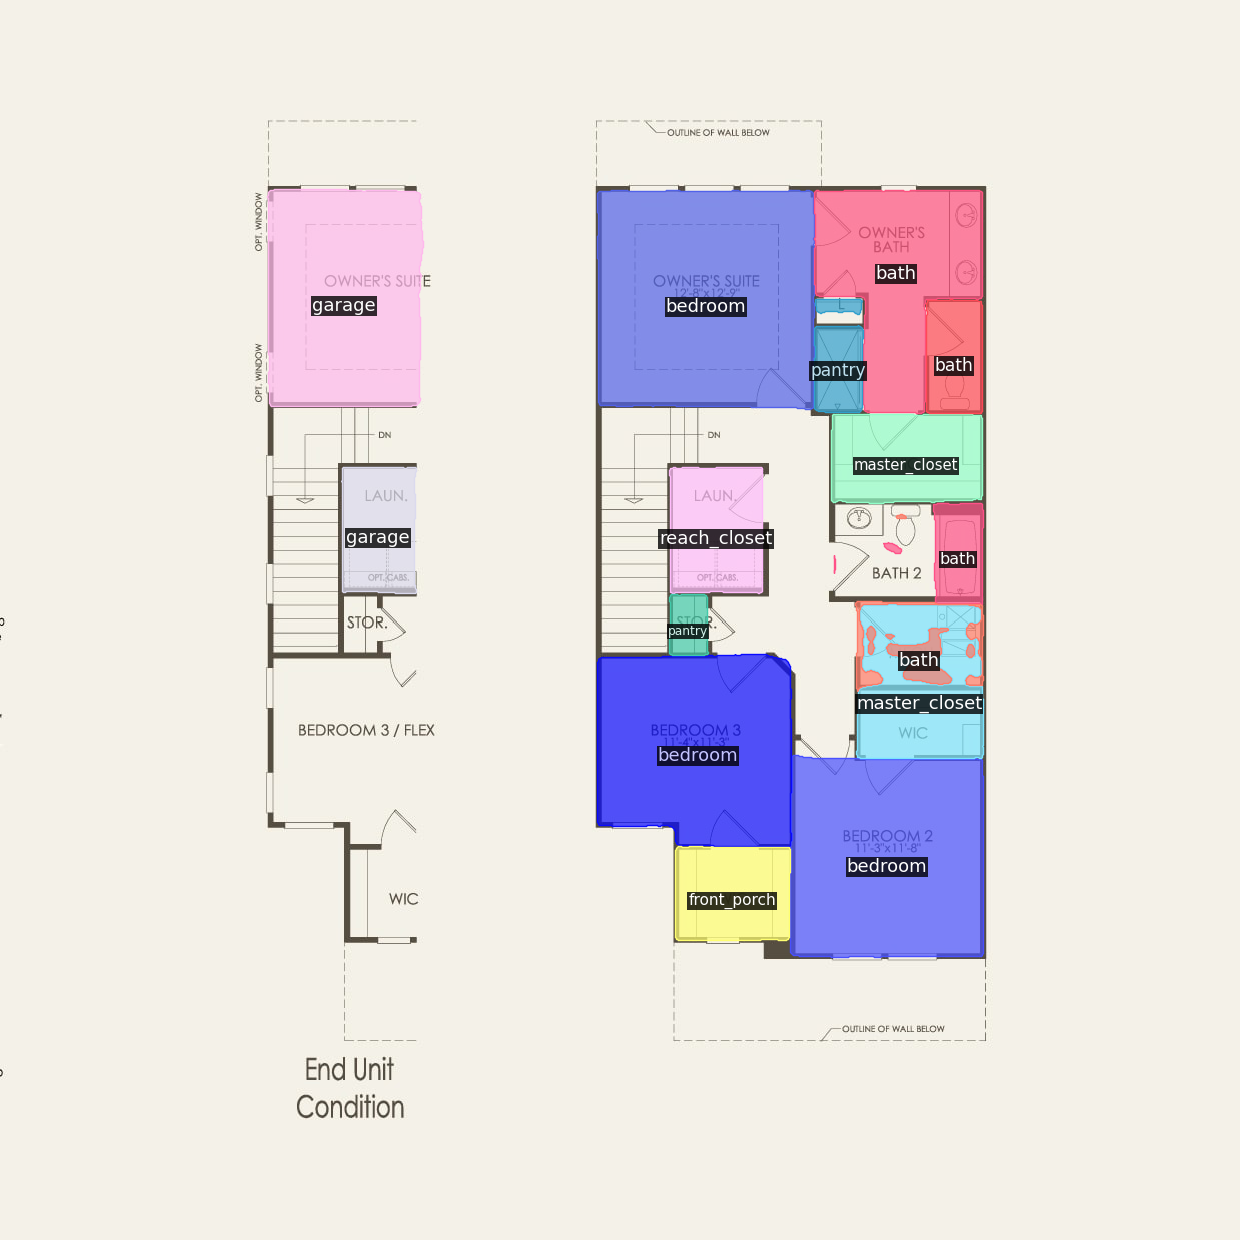 OUTLINE OF WALL BELOW
OPT. WINDOW
OWNER'S SUITE
garage
OPT. WINDOW
DN
LAUN.
garage
OPT. CABS.
STOR.
BEDROOM 3 / FLEX
WIC
End Unit
Condition
OWNER'S SUITE
12'-8"x12'-9"
bedroom
OWNER'S
BATH
bath
L
pantry
bath
DN
master_closet
LAUN.
reach_closet
OPT. CABS.
BATH 2
bath
STOR.
pantry
bath
master_closet
WIC
BEDROOM 3
11'-4"x11'-3"
bedroom
BEDROOM 2
11'-3"x11'-8"
bedroom
front_porch
OUTLINE OF WALL BELOW